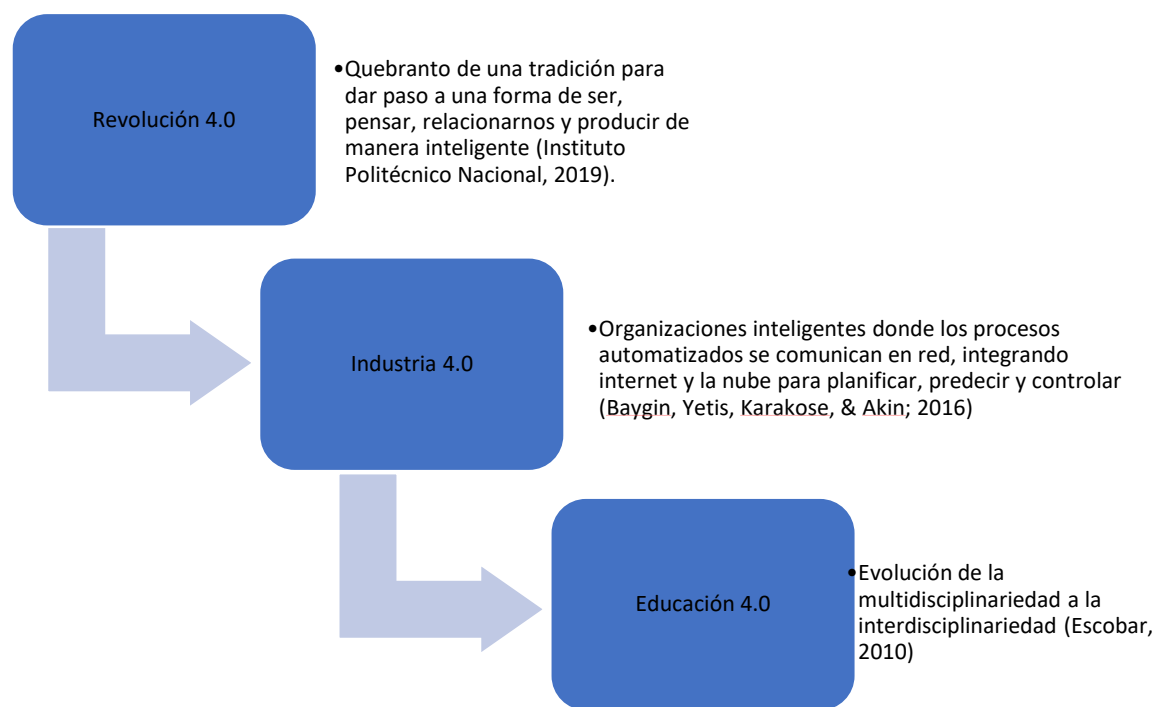 Revolución 4.0
•Quebranto de una tradición para
dar paso a una forma de ser,
pensar, relacionarnos y producir de
manera inteligente (Instituto
Politécnico Nacional, 2019).
Industria 4.0
•Organizaciones inteligentes donde los procesos
automatizados se comunican en red, integrando
internet y la nube para planificar, predecir y controlar
(Baygin, Yetis, Karakose, & Akin; 2016)
Educación 4.0
•Evolución de la
multidisciplinariedad a la
interdisciplinariedad (Escobar,
2010)